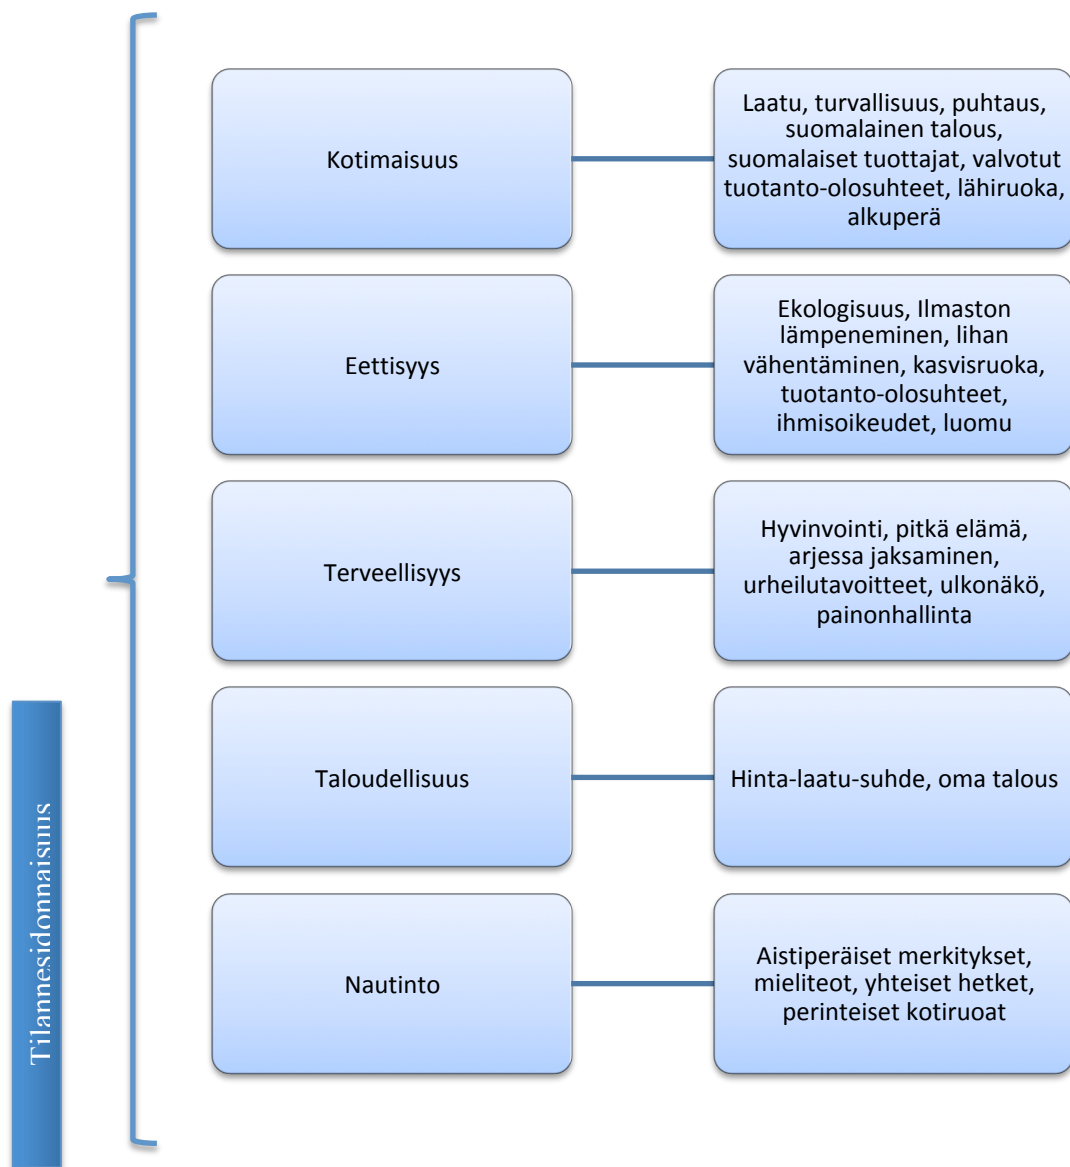 Kotimaisuus
Laatu, turvallisuus, puhtaus,
suomalainen talous,
suomalaiset tuottajat, valvotut
tuotanto-olosuhteet, lähiruoka,
alkuperä
Eettisyys
Ekologisuus, Ilmaston
lämpeneminen, lihan
vähentäminen, kasvisruoka,
tuotanto-olosuhteet,
ihmisoikeudet, luomu
Terveellisyys
Hyvinvointi, pitkä elämä,
arjessa jaksaminen,
urheilutavoitteet, ulkonäkö,
painonhallinta
Taloudellisuus
Hinta-laatu-suhde, oma talous
Nautinto
Aistiperäiset merkitykset,
mieliteot, yhteiset hetket,
perinteiset kotiruoat
Tilannesidonnaisuus